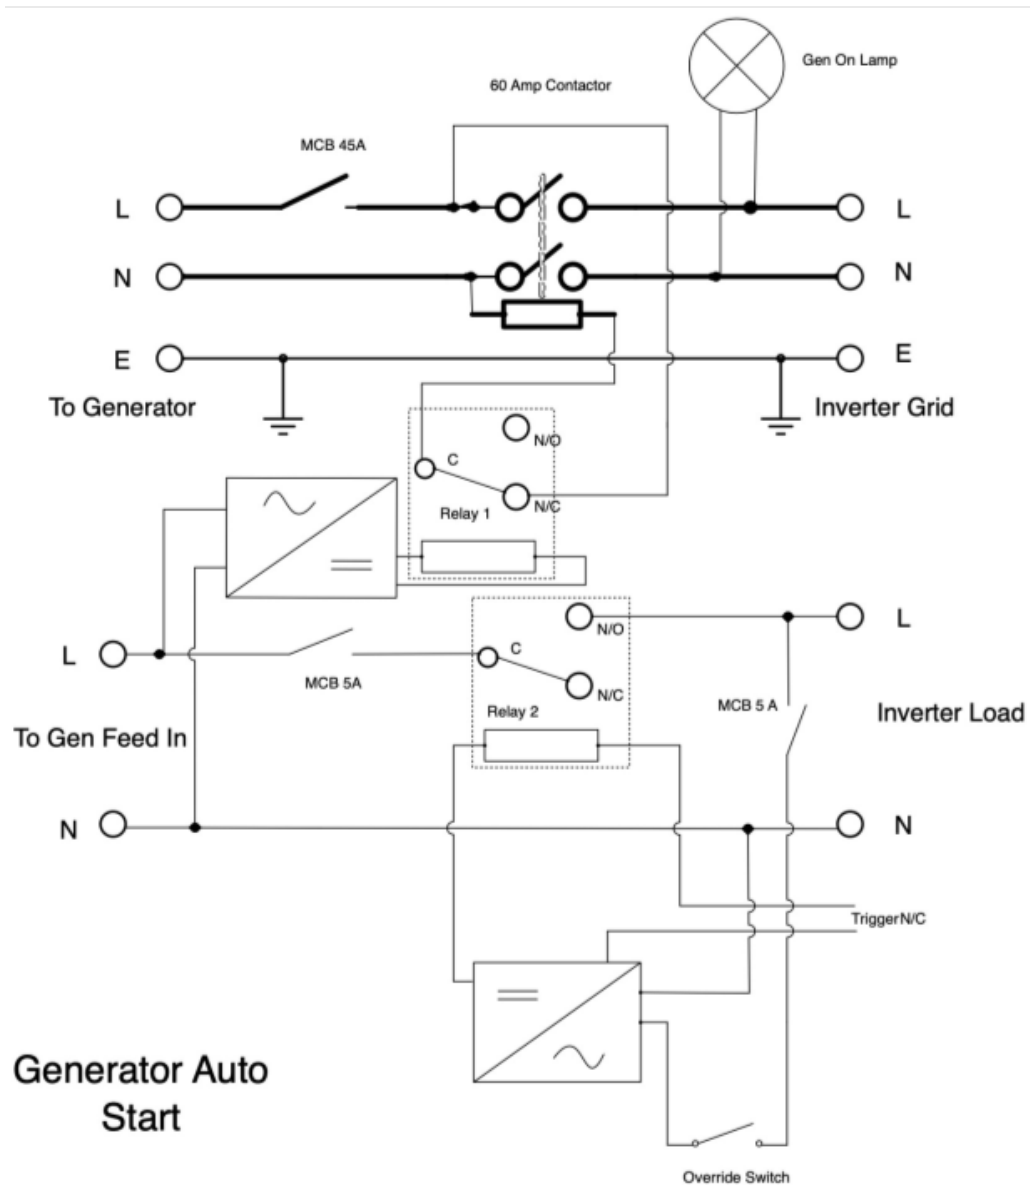 Gen On Lamp
60 Amp Contactor
MCB 45A
L
L
N
N
E
E
To Generator
Inverter Grid
N/O
C
N/C
Relay 1
N/O
L
C
L
MCB 5A
N/C
MCB 5 A
Relay 2
Inverter Load
To Gen Feed In
N
N
TriggerN/C
Generator Auto
Start
Override Switch